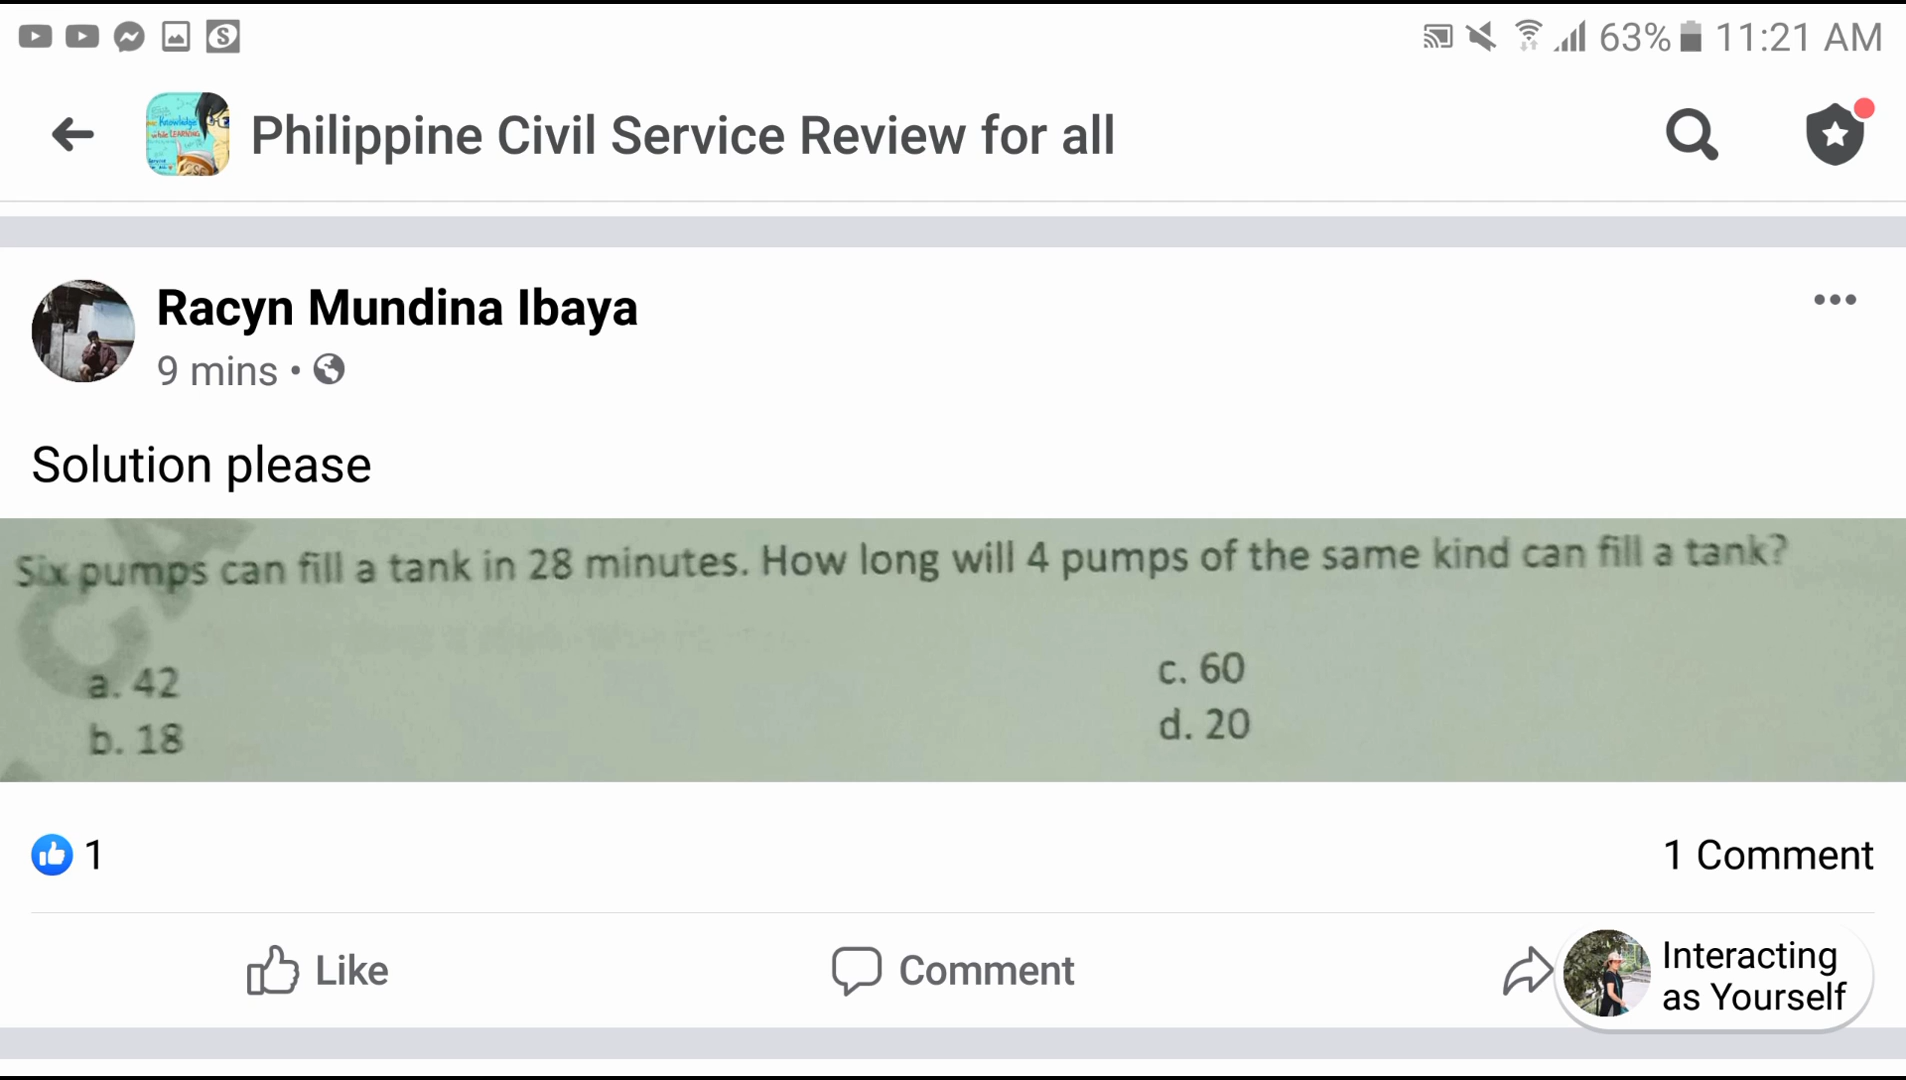 63% 11:21 AM
Philippine Civil Service Review for all
Racyn Mundina Ibaya
9 mins •
Solution please
Six pumps can fill a tank in 28 minutes. How long will 4 pumps of the same kind can fill a tank?
a. 42
c. 60
b. 18
d. 20
1
1 Comment
Like
Comment
Interacting
as Yourself